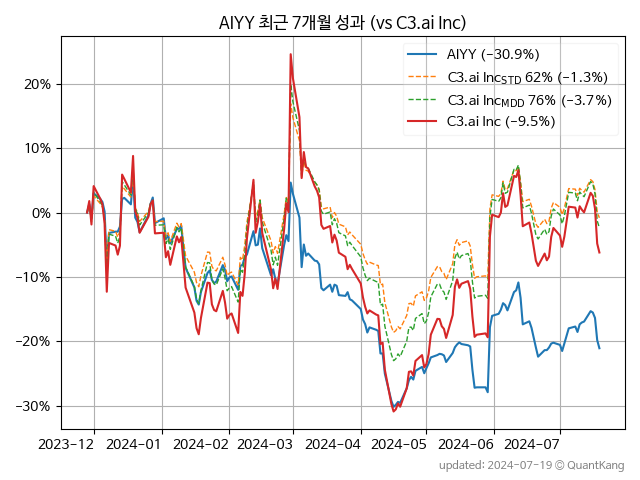 AIYY 최근 7개월 성과 (vs C3.ai Inc)
AIYY (−30.9%)
C3.ai Inc_STD 62% (−1.3%)
C3.ai Inc_MDD 76% (−3.7%)
C3.ai Inc (−9.5%)
20%
10%
0%
−10%
−20%
−30%
2023-12 2024-01 2024-02 2024-03 2024-04 2024-05 2024-06 2024-07
updated: 2024-07-19 © QuantKang